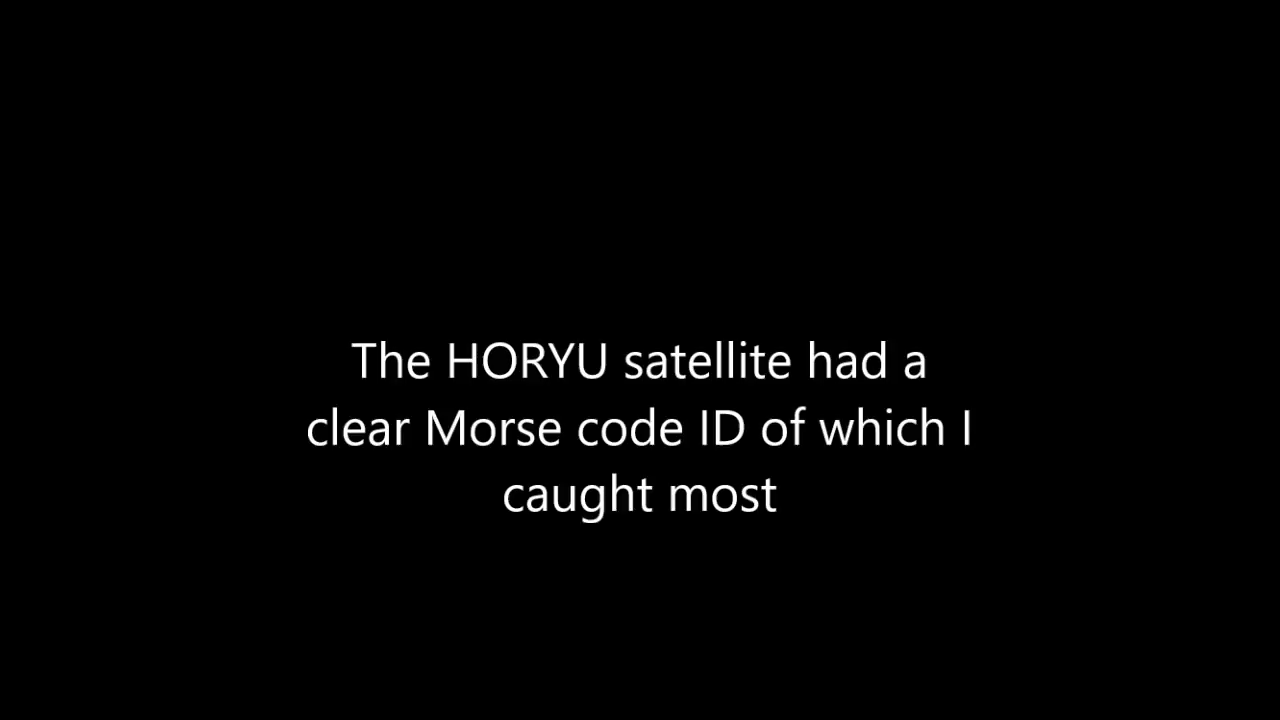 The HORYU satellite had a
clear Morse code ID of which I
caught most